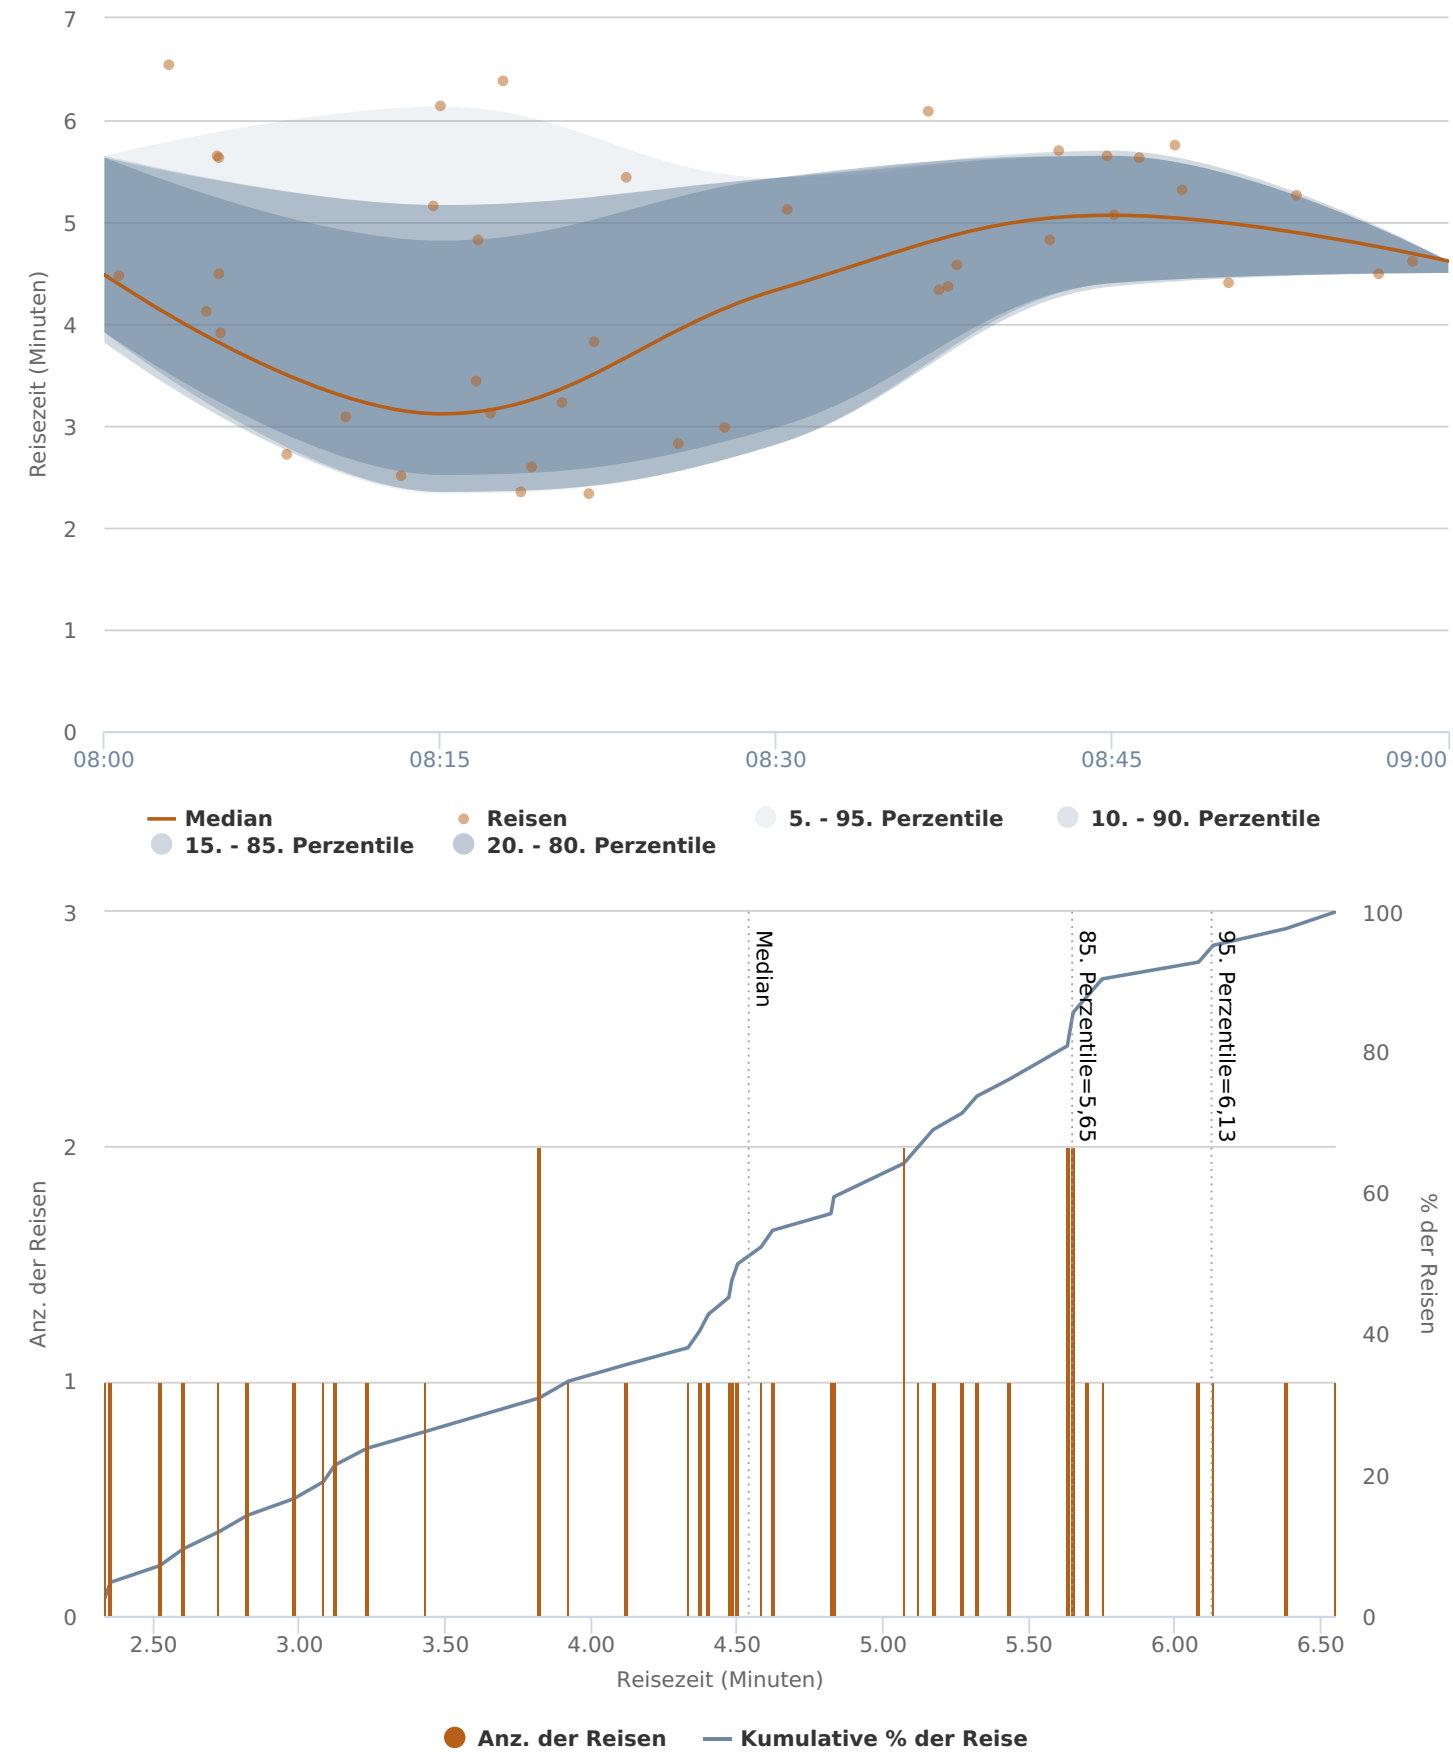 7
6
5
4
3
2
1
0
Reisezeit (Minuten)
08:00 08:15 08:30 08:45 09:00
Median Reisen 5. - 95. Perzentile 10. - 90. Perzentile
15. - 85. Perzentile 20. - 80. Perzentile
3
2
1
0
Anz. der Reisen
Median
85. Perzentile=5,65
95. Perzentile=6,13
100
80
60
40
20
0
% der Reisen
2.50 3.00 3.50 4.00 4.50 5.00 5.50 6.00 6.50
Reisezeit (Minuten)
Anz. der Reisen Kumulative % der Reise